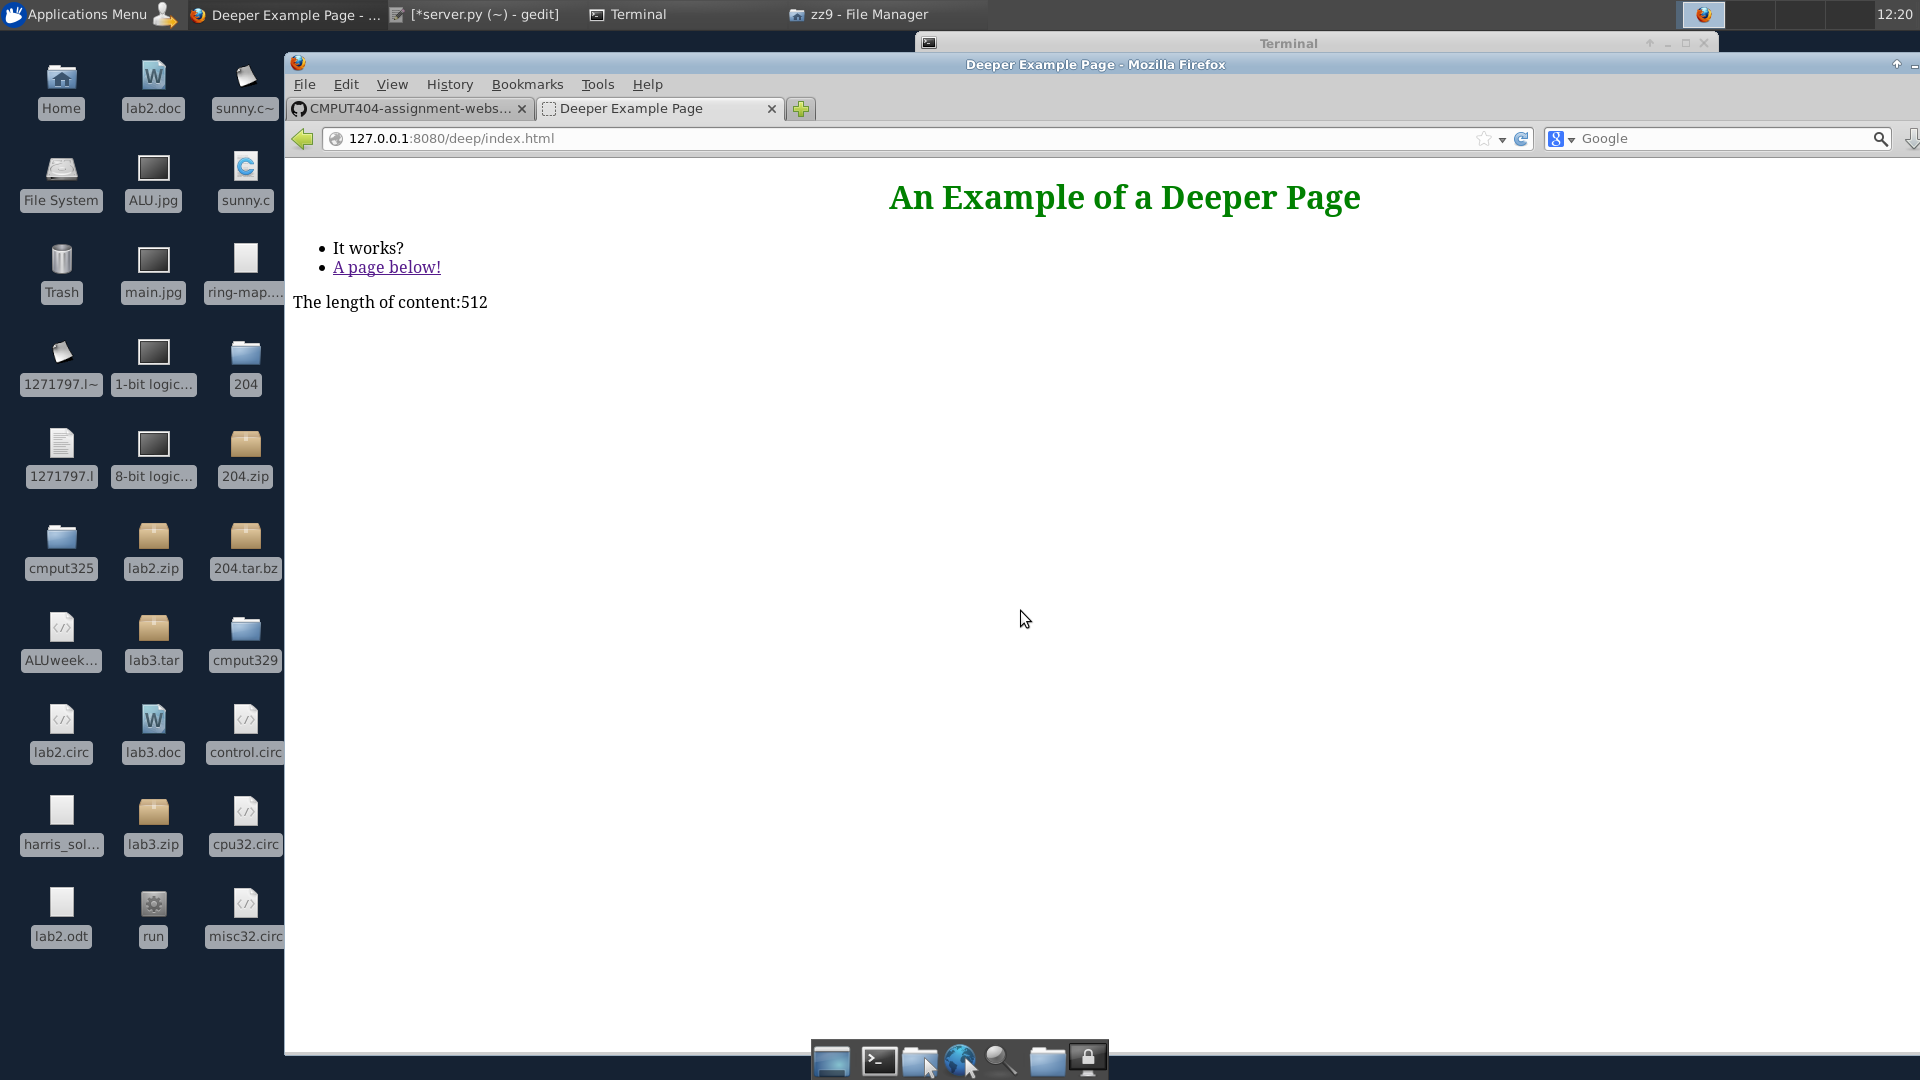 Applications Menu
Deeper Example Page - ...
[*server.py (~) - gedit]
Terminal
zz9 - File Manager
12:20
Terminal
Deeper Example Page - Mozilla Firefox
File Edit View History Bookmarks Tools Help
CMPUT404-assignment-webs...
Deeper Example Page
127.0.0.1:8080/deep/index.html
Google
An Example of a Deeper Page
It works?
A page below!
The length of content:512
Home
lab2.doc
sunny.c~
File System
ALU.jpg
sunny.c
Trash
main.jpg
ring-map....
1271797.l~
1-bit logic...
204
1271797.l
8-bit logic...
204.zip
cmput325
lab2.zip
204.tar.bz
ALUweek...
lab3.tar
cmput329
lab2.circ
lab3.doc
control.circ
harris_sol...
lab3.zip
cpu32.circ
lab2.odt
run
misc32.circ